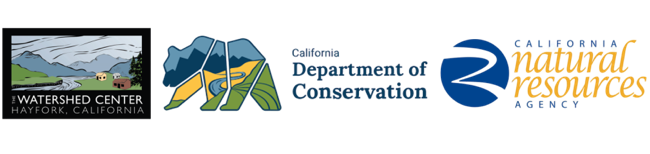 THE
WATERSHED CENTER
HAYFORK, CALIFORNIA
California
Department of
Conservation
CALIFORNIA
natural
resources
AGENCY